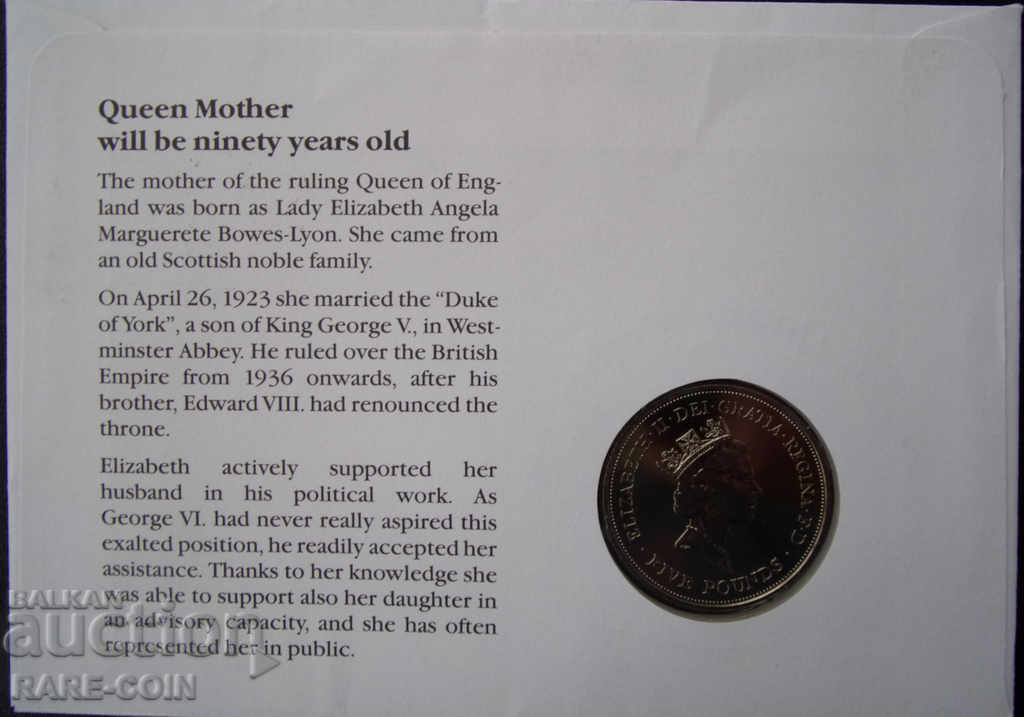 Queen Mother
will be ninety years old
The mother of the ruling Queen of Eng-
land was born as Lady Elizabeth Angela
Marguerete Bowes-Lyon. She came from
an old Scottish noble family.
On April 26, 1923 she married the “Duke
of York”, a son of King George V., in West-
minster Abbey. He ruled over the British
Empire from 1936 onwards, after his
brother, Edward VIII. had renounced the
throne.
Elizabeth actively supported her
husband in his political work. As
George VI. had never really aspired this
exalted position, he readily accepted her
assistance. Thanks to her knowledge she
was able to support also her daughter in
an advisory capacity, and she has often
represented her in public.
ELIZABETH·II·DEI·GRATIA·REGINA·F·D·
FIVE POUNDS
BALKAN
auction
RARE-COIN